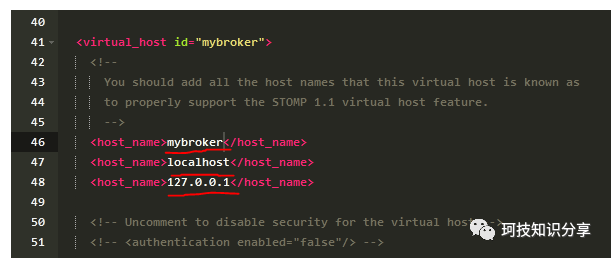 40
41 <virtual_host id="mybroker">
42 <!--
43 You should add all the host names that this virtual host is known as
44 to properly support the STOMP 1.1 virtual host feature.
45 -->
46 <host_name>mybroker</host_name>
47 <host_name>localhost</host_name>
48 <host_name>127.0.0.1</host_name>
49
50 <!-- Uncomment to disable security for the virtual host -->
51 <!-- <authentication enabled="false"/> -->
珂技知识分享